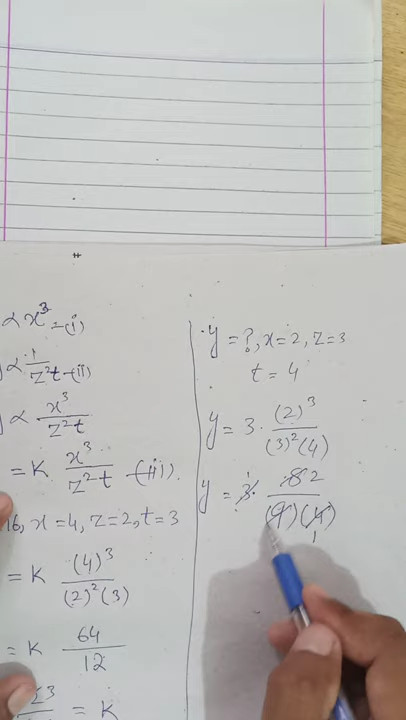 ∝ x³ -(i)
∝ 1/z²t -(ii)
∝ x³/z²t
= K x³/z²t -(iii).
16, x=4, z=2, t=3
= K (4)³/(2)²(3)
= K 64/12
= K
y = ?, x=2, z=3
t = 4
y = 3 · (2)³/(3)²(4)
y = 3 1 · 8 2/(9)(4) 1